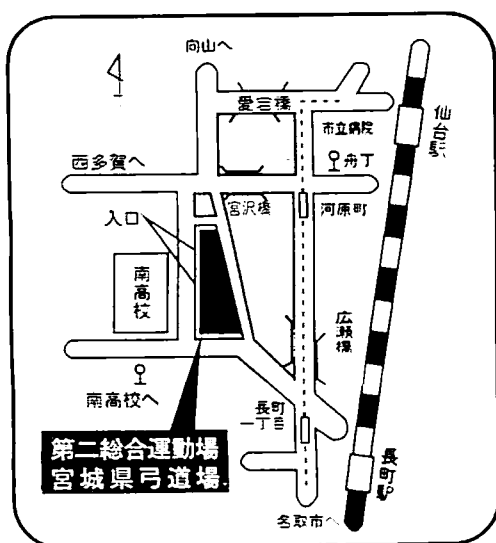 向山へ
愛宕橋
仙台駅
市立病院
舟丁
西多賀へ
宮沢橋
河原町
入口
南高校
広瀬橋
南高校へ
長町一丁目
第二総合運動場
宮城県弓道場
長町駅
名取市へ